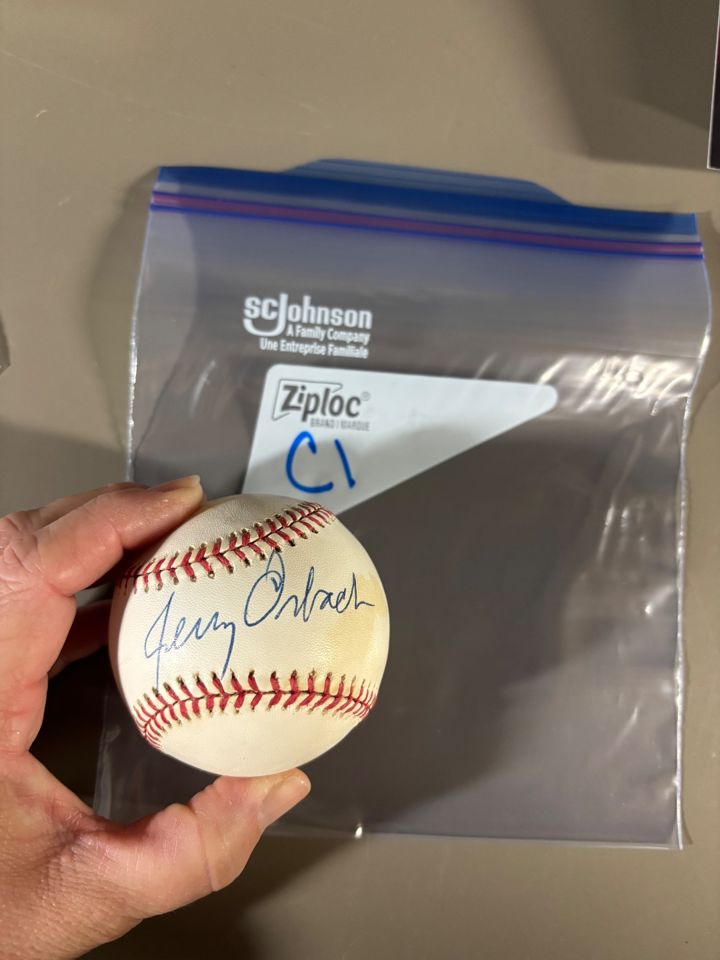 scJohnson
A Family Company
Une Entreprise Familiale
Ziploc®
BRAND | MARQUE
C1
Jerry Orbach